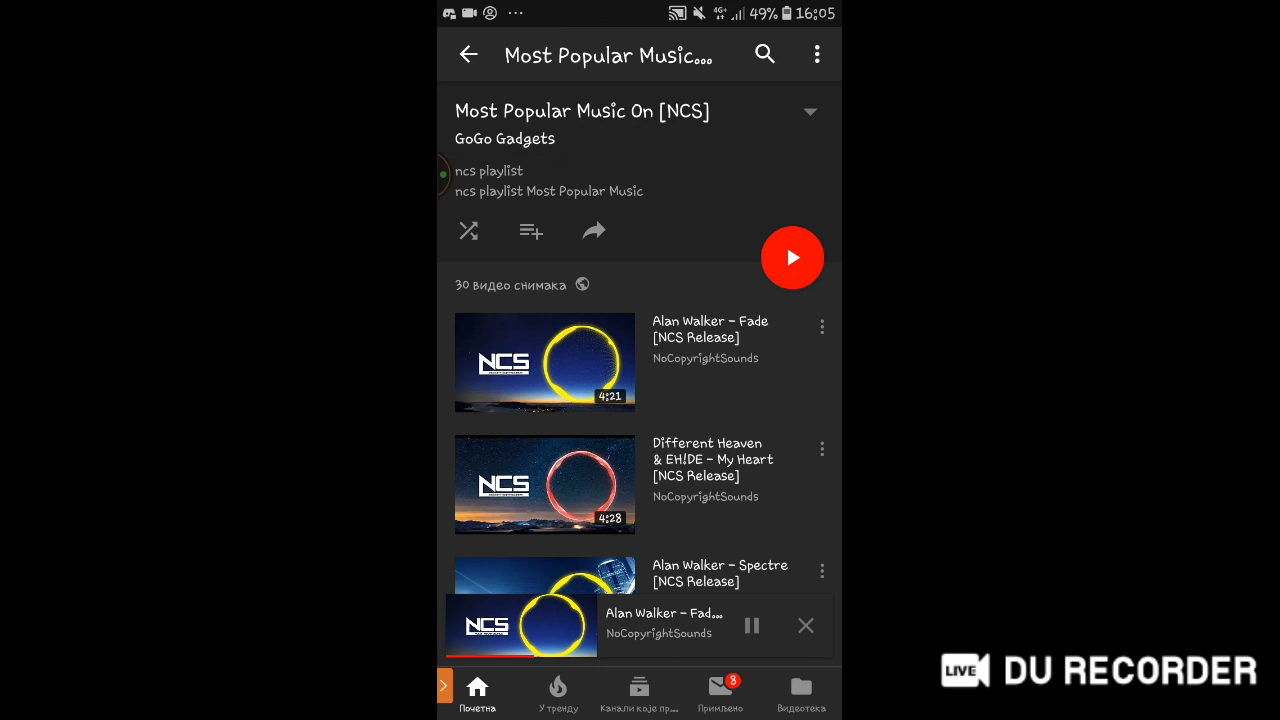 49% 16:05
Most Popular Music...
Most Popular Music On [NCS]
GoGo Gadgets
ncs playlist
ncs playlist Most Popular Music
30 видео снимака
NCS
4:21
Alan Walker - Fade
[NCS Release]
NoCopyrightSounds
NCS
4:28
Different Heaven
& EH!DE - My Heart
[NCS Release]
NoCopyrightSounds
Alan Walker - Spectre
[NCS Release]
NCS
Alan Walker - Fad...
NoCopyrightSounds
8
Почетна
У тренду
Канали које пр...
Примљено
Видеотека
LIVE DU RECORDER